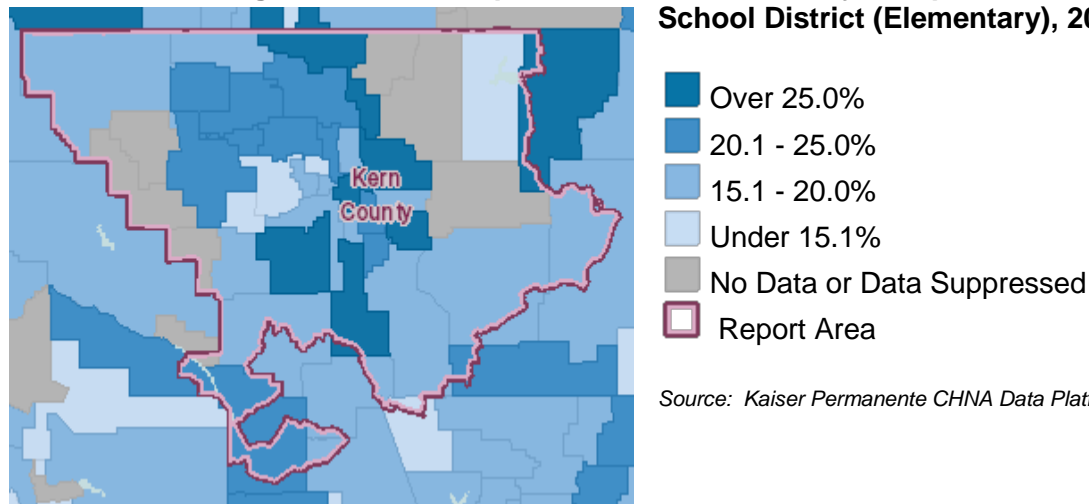 School District (Elementary), 20
Over 25.0%
20.1 - 25.0%
15.1 - 20.0%
Under 15.1%
No Data or Data Suppressed
Report Area
Kern
County
Source: Kaiser Permanente CHNA Data Platf